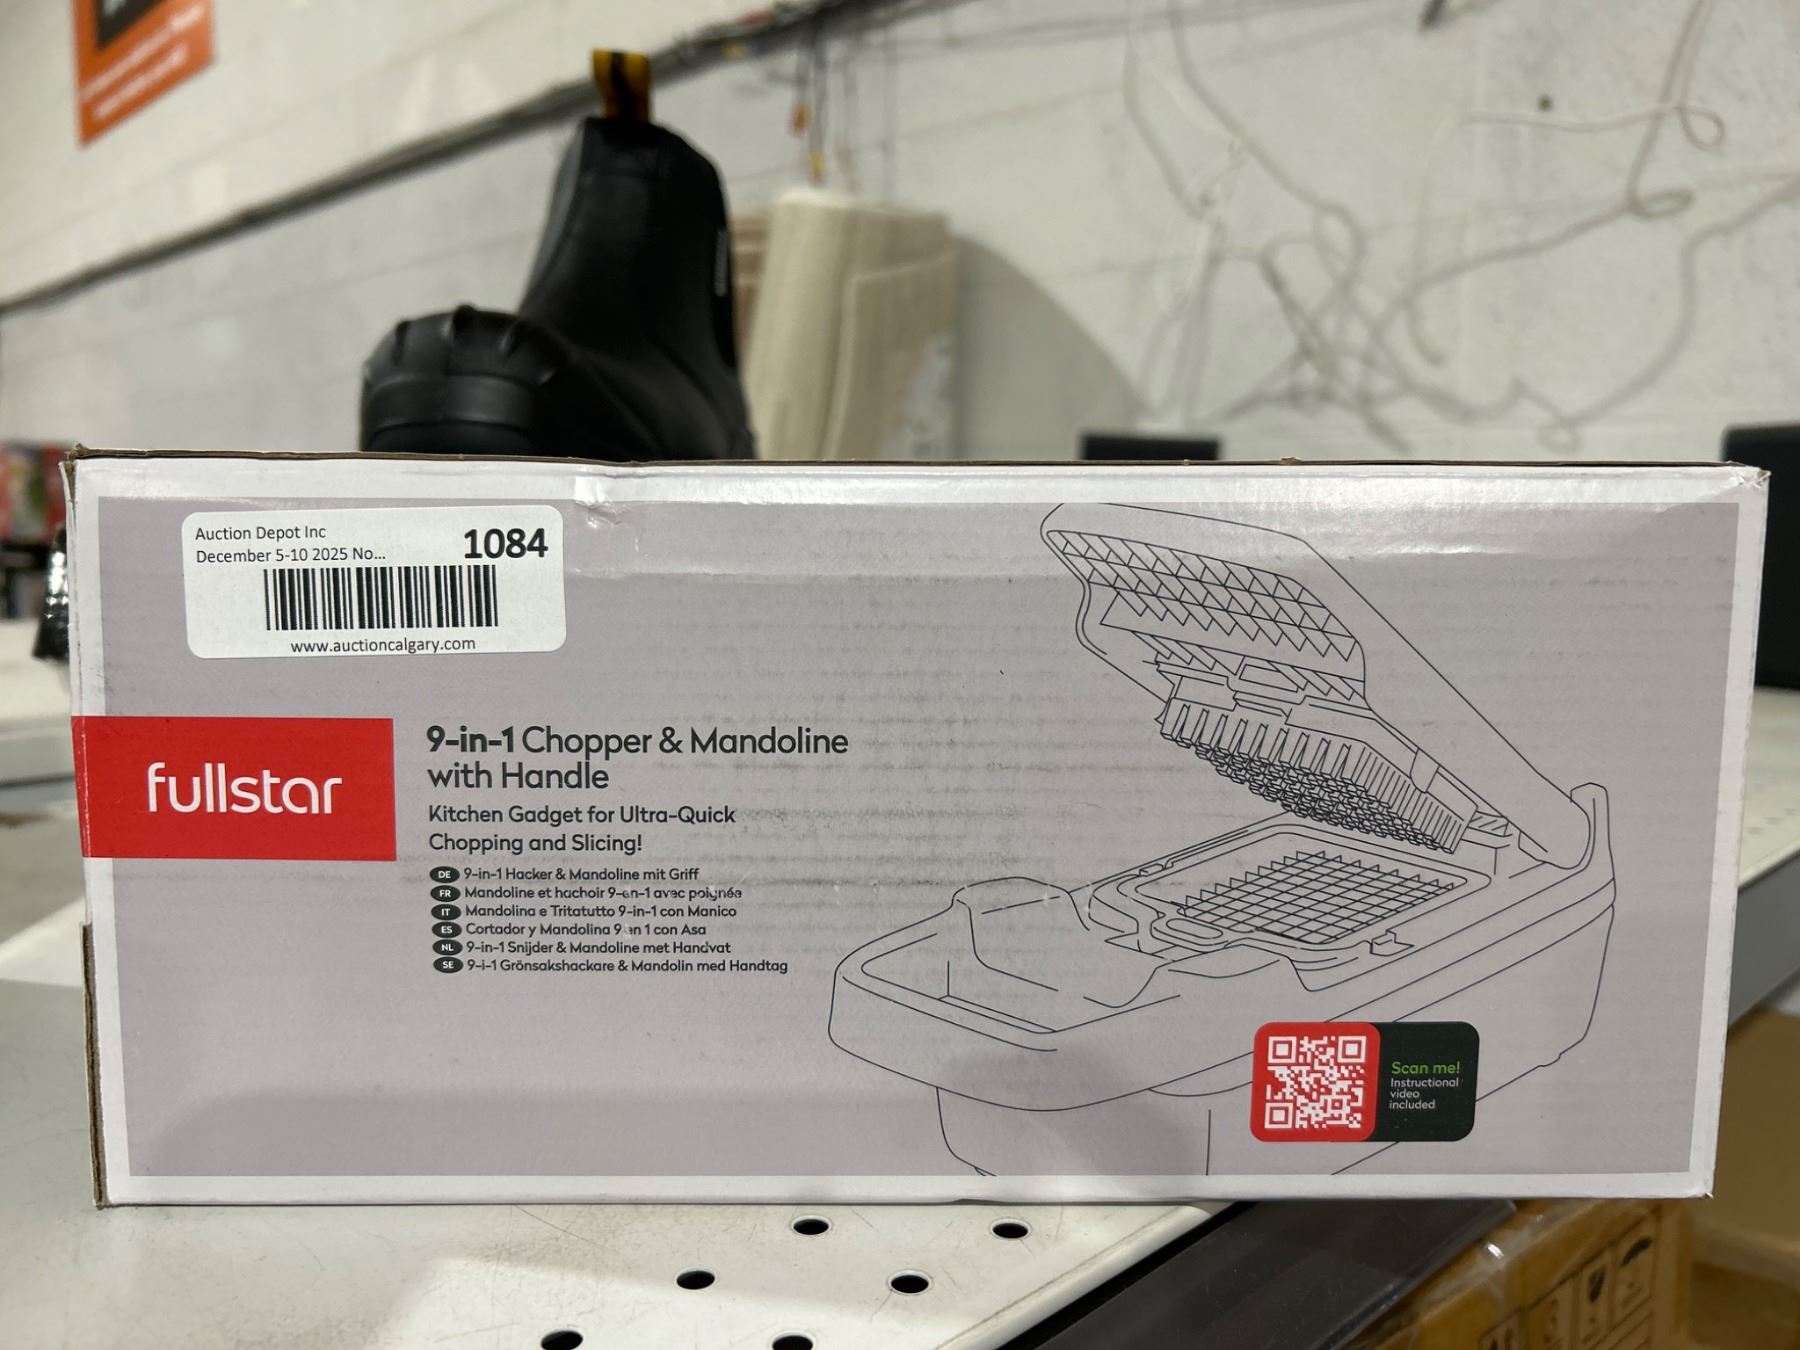 Auction Depot Inc
December 5-10 2025 No...
1084
www.auctioncalgary.com
fullstar
9-in-1 Chopper & Mandoline
with Handle
Kitchen Gadget for Ultra-Quick
Chopping and Slicing!
DE 9-in-1 Hacker & Mandoline mit Griff
FR Mandoline et hachoir 9-en-1 avec poignée
IT Mandolina e Tritatutto 9-in-1 con Manico
ES Cortador y Mandolina 9 en 1 con Asa
NL 9-in-1 Snijder & Mandoline met Handvat
SE 9-i-1 Grönsakshackare & Mandolin med Handtag
Scan me!
Instructional
video
included